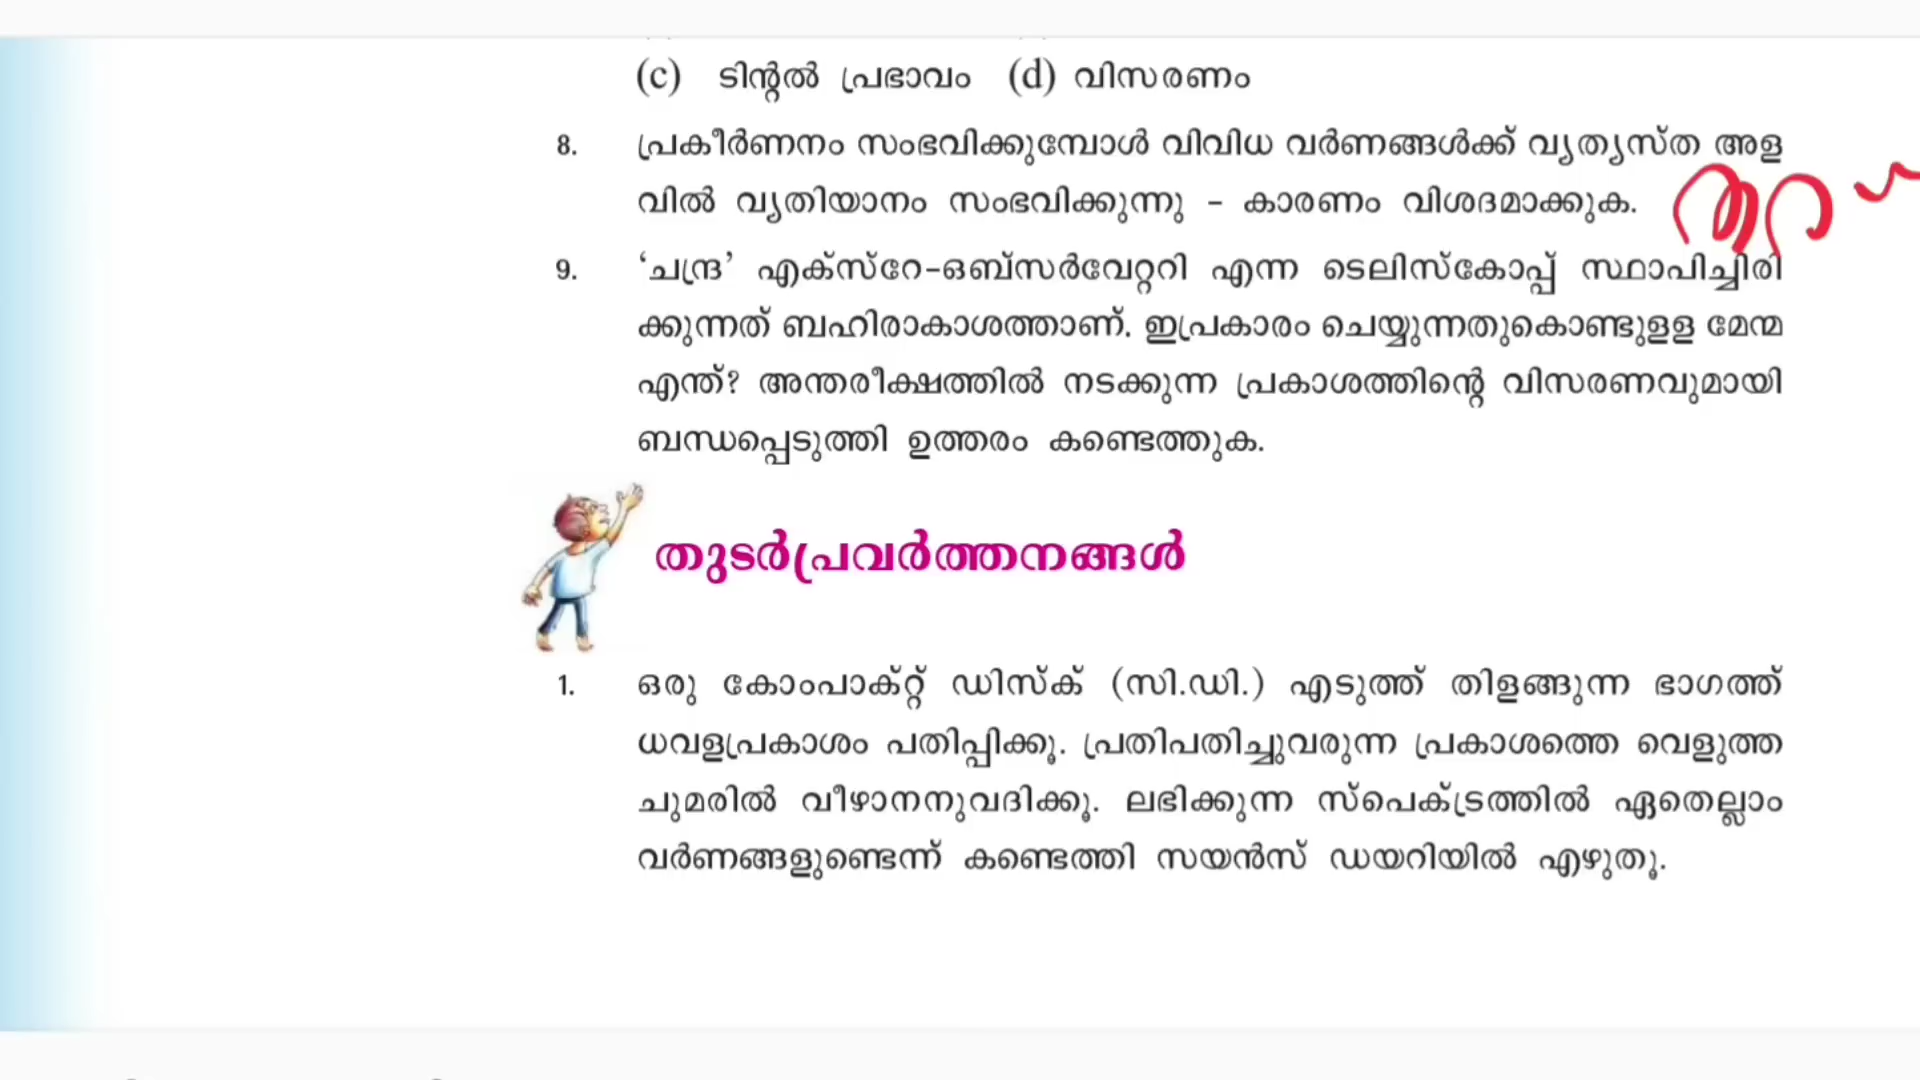 (c) ടിന്റൽ പ്രഭാവം (d) വിസരണം
8. പ്രകീർണനം സംഭവിക്കുമ്പോൾ വിവിധ വർണങ്ങൾക്ക് വ്യത്യസ്ത അള
വിൽ വ്യതിയാനം സംഭവിക്കുന്നു - കാരണം വിശദമാക്കുക.
9. ‘ചന്ദ്ര’ എക്സ്റേ-ഒബ്സർവേറ്ററി എന്ന ടെലിസ്കോപ്പ് സ്ഥാപിച്ചിരി
ക്കുന്നത് ബഹിരാകാശത്താണ്. ഇപ്രകാരം ചെയ്യുന്നതുകൊണ്ടുളള മേന്മ
എന്ത്? അന്തരീക്ഷത്തിൽ നടക്കുന്ന പ്രകാശത്തിന്റെ വിസരണവുമായി
ബന്ധപ്പെടുത്തി ഉത്തരം കണ്ടെത്തുക.
തുടർപ്രവർത്തനങ്ങൾ
1. ഒരു കോംപാക്റ്റ് ഡിസ്ക് (സി.ഡി.) എടുത്ത് തിളങ്ങുന്ന ഭാഗത്ത്
ധവളപ്രകാശം പതിപ്പിക്കൂ. പ്രതിപതിച്ചുവരുന്ന പ്രകാശത്തെ വെളുത്ത
ചുമരിൽ വീഴാനനുവദിക്കൂ. ലഭിക്കുന്ന സ്പെക്ട്രത്തിൽ ഏതെല്ലാം
വർണങ്ങളുണ്ടെന്ന് കണ്ടെത്തി സയൻസ് ഡയറിയിൽ എഴുതൂ.